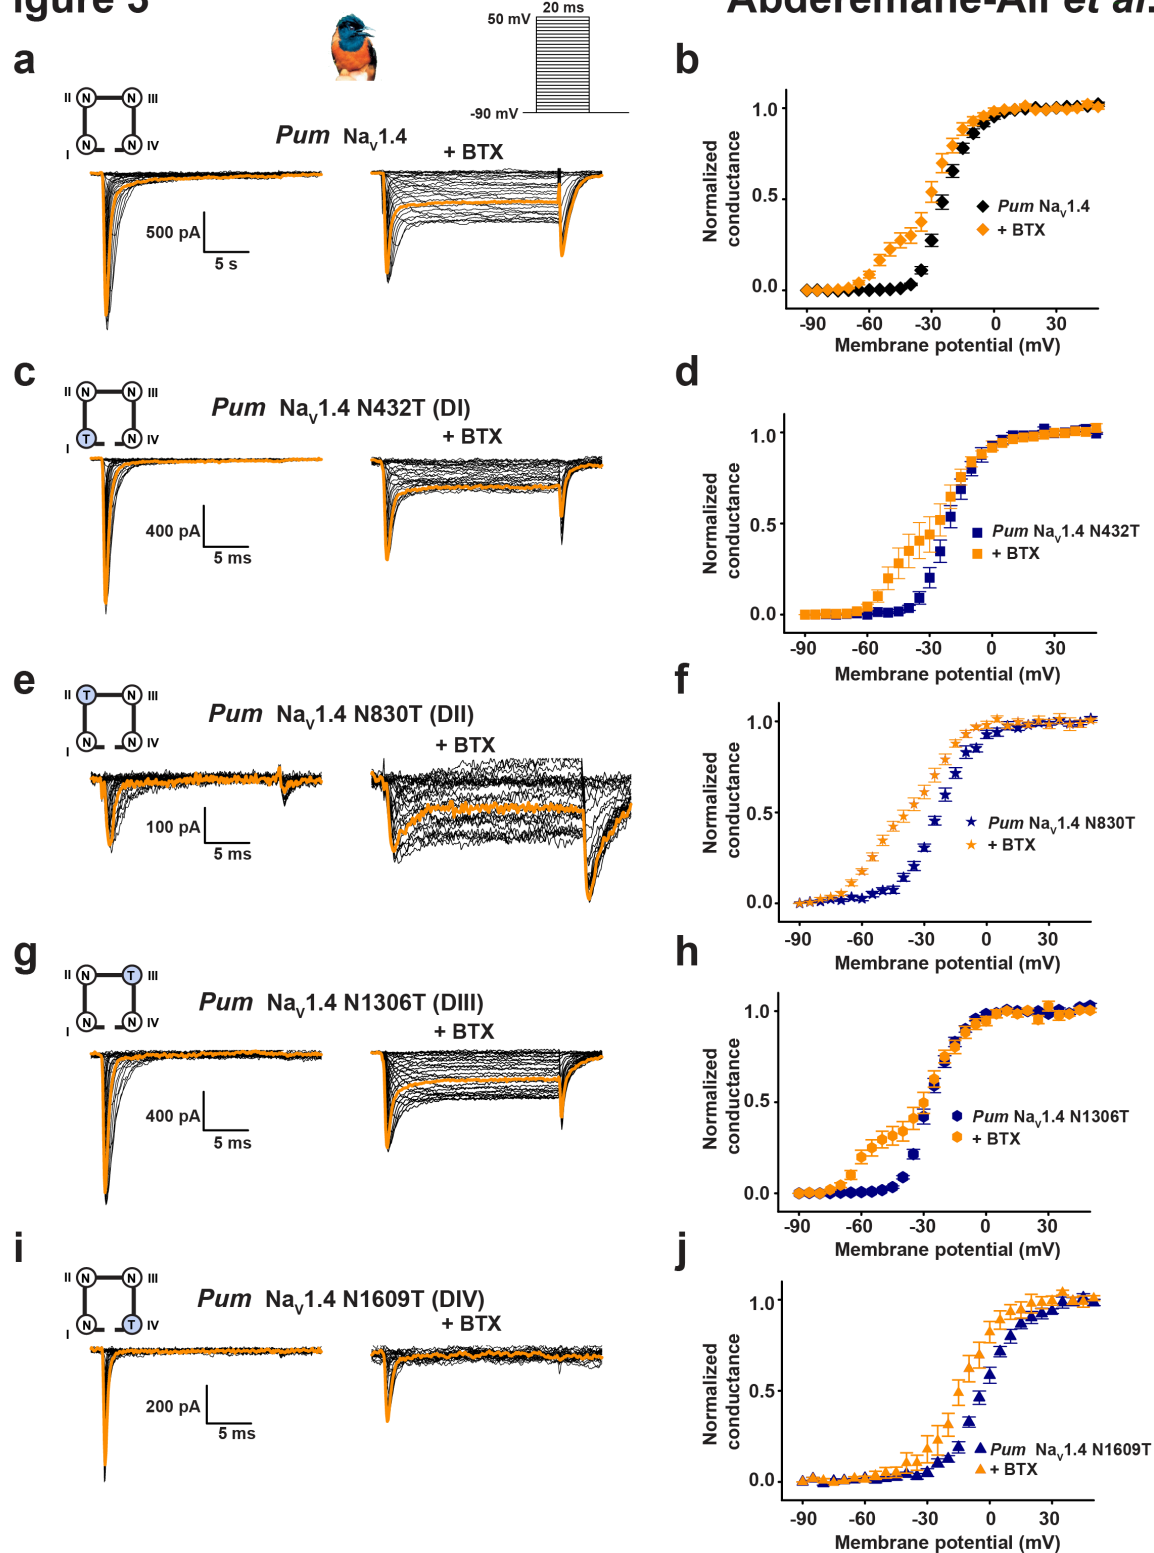 igure 3
Abderemane-Ali et al.
a
II N N III
I N N IV
Pum NaV1.4
+ BTX
500 pA
5 s
20 ms
50 mV
-90 mV
b
Normalized conductance
1.0
0.5
0.0
-90 -60 -30 0 30
Membrane potential (mV)
Pum NaV1.4
+ BTX
c
II N N III
I T N IV
Pum NaV1.4 N432T (DI)
+ BTX
400 pA
5 ms
d
Normalized conductance
1.0
0.5
0.0
-90 -60 -30 0 30
Membrane potential (mV)
Pum NaV1.4 N432T
+ BTX
e
II T N III
I N N IV
Pum NaV1.4 N830T (DII)
+ BTX
100 pA
5 ms
f
Normalized conductance
1.0
0.5
0.0
-90 -60 -30 0 30
Membrane potential (mV)
Pum NaV1.4 N830T
+ BTX
g
II N T III
I N N IV
Pum NaV1.4 N1306T (DIII)
+ BTX
400 pA
5 ms
h
Normalized conductance
1.0
0.5
0.0
-90 -60 -30 0 30
Membrane potential (mV)
Pum NaV1.4 N1306T
+ BTX
i
II N N III
I N T IV
Pum NaV1.4 N1609T (DIV)
+ BTX
200 pA
5 ms
j
Normalized conductance
1.0
0.5
0.0
-90 -60 -30 0 30
Membrane potential (mV)
Pum NaV1.4 N1609T
+ BTX